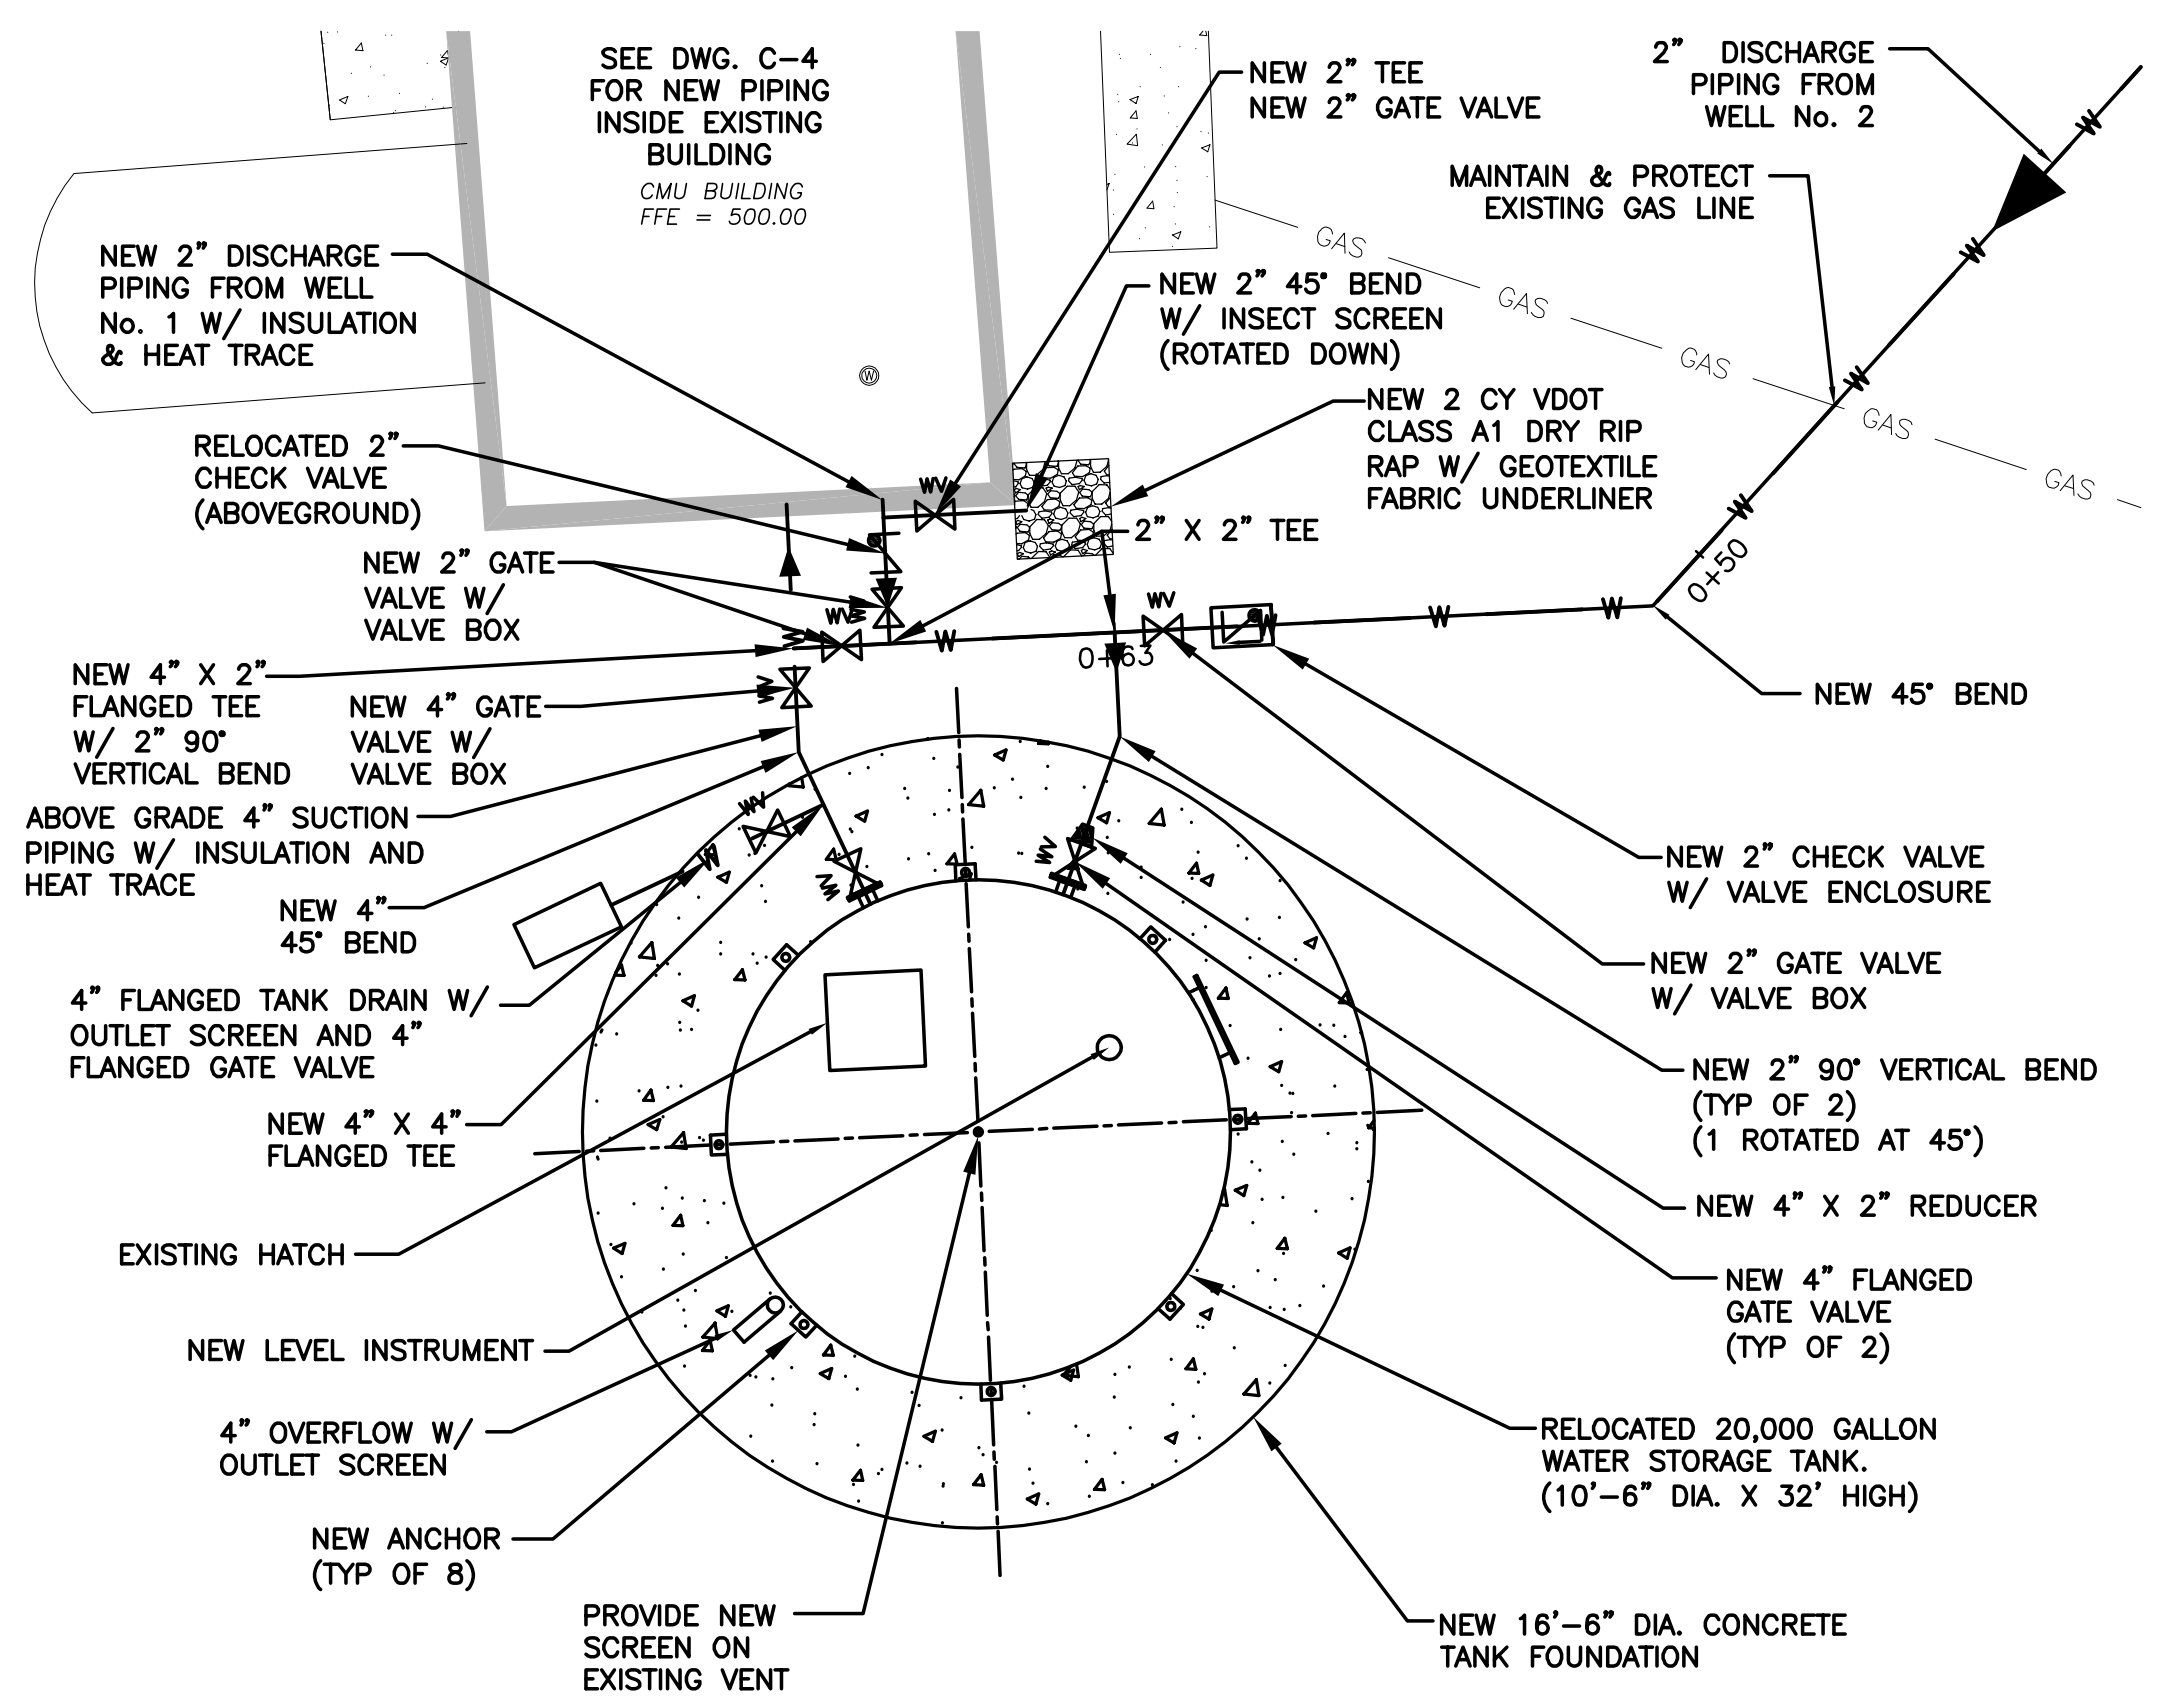 SEE DWG. C-4
FOR NEW PIPING
INSIDE EXISTING
BUILDING
CMU BUILDING
FFE = 500.00
NEW 2" TEE
NEW 2" GATE VALVE
2" DISCHARGE
PIPING FROM
WELL No. 2
MAINTAIN & PROTECT
EXISTING GAS LINE
W
W
W
W
GAS
GAS
GAS
GAS
GAS
NEW 2" DISCHARGE
PIPING FROM WELL
No. 1 W/ INSULATION
& HEAT TRACE
NEW 2" 45° BEND
W/ INSECT SCREEN
(ROTATED DOWN)
W
NEW 2 CY VDOT
CLASS A1 DRY RIP
RAP W/ GEOTEXTILE
FABRIC UNDERLINER
RELOCATED 2"
CHECK VALVE
(ABOVEGROUND)
WV
2" X 2" TEE
0+50
NEW 2" GATE
VALVE W/
VALVE BOX
WV
WV
WV
W
W
W
W
W
0+63
NEW 4" X 2"
FLANGED TEE
W/ 2" 90°
VERTICAL BEND
NEW 4" GATE
VALVE W/
VALVE BOX
WV
NEW 45° BEND
ABOVE GRADE 4" SUCTION
PIPING W/ INSULATION AND
HEAT TRACE
WV
W
WV
WV
NEW 2" CHECK VALVE
W/ VALVE ENCLOSURE
NEW 4"
45° BEND
NEW 2" GATE VALVE
W/ VALVE BOX
4" FLANGED TANK DRAIN W/
OUTLET SCREEN AND 4"
FLANGED GATE VALVE
NEW 2" 90° VERTICAL BEND
(TYP OF 2)
(1 ROTATED AT 45°)
NEW 4" X 4"
FLANGED TEE
NEW 4" X 2" REDUCER
EXISTING HATCH
NEW 4" FLANGED
GATE VALVE
(TYP OF 2)
NEW LEVEL INSTRUMENT
4" OVERFLOW W/
OUTLET SCREEN
RELOCATED 20,000 GALLON
WATER STORAGE TANK.
(10'-6" DIA. X 32' HIGH)
NEW ANCHOR
(TYP OF 8)
PROVIDE NEW
SCREEN ON
EXISTING VENT
NEW 16'-6" DIA. CONCRETE
TANK FOUNDATION